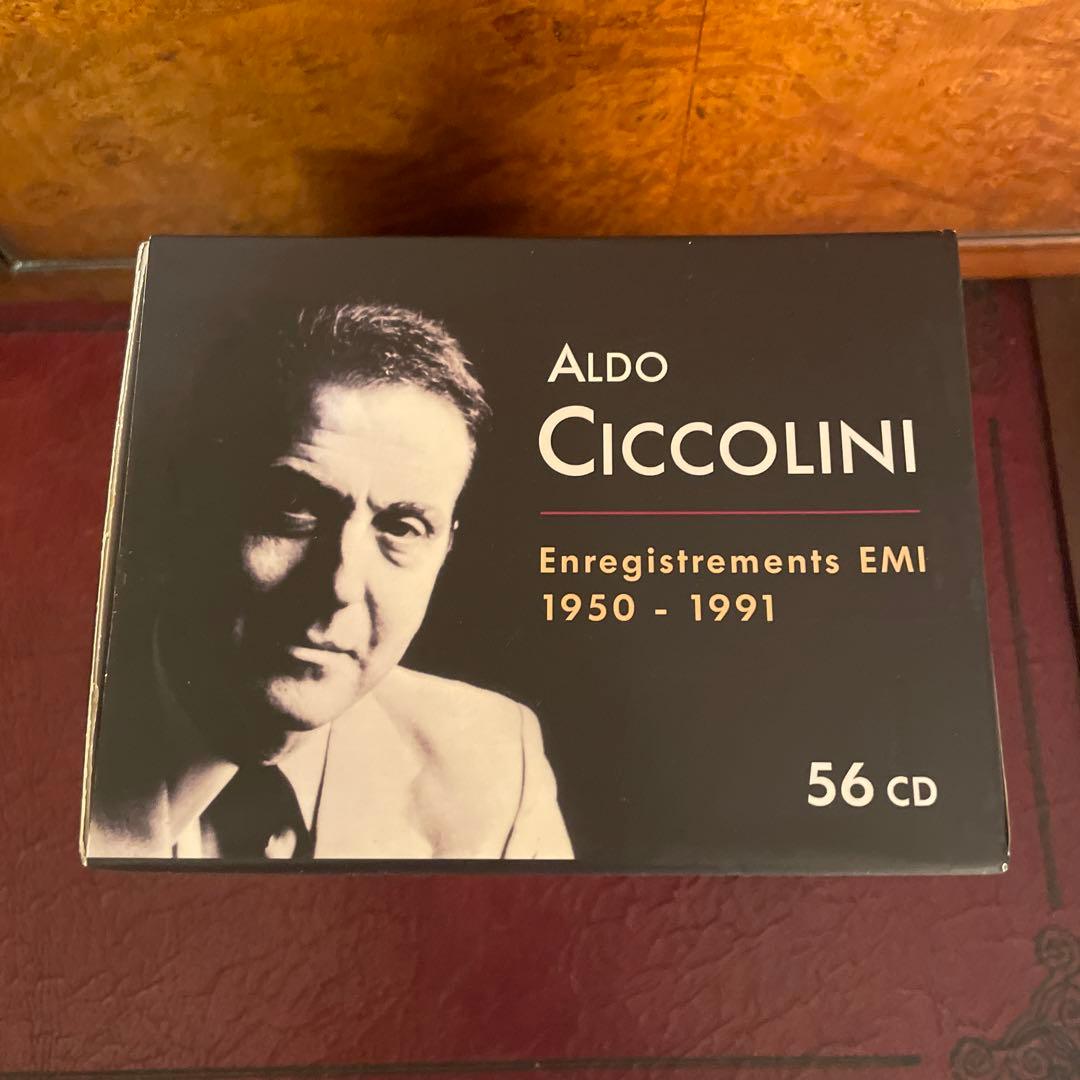 ALDO
CICCOLINI
Enregistrements EMI
1950 - 1991
56 CD